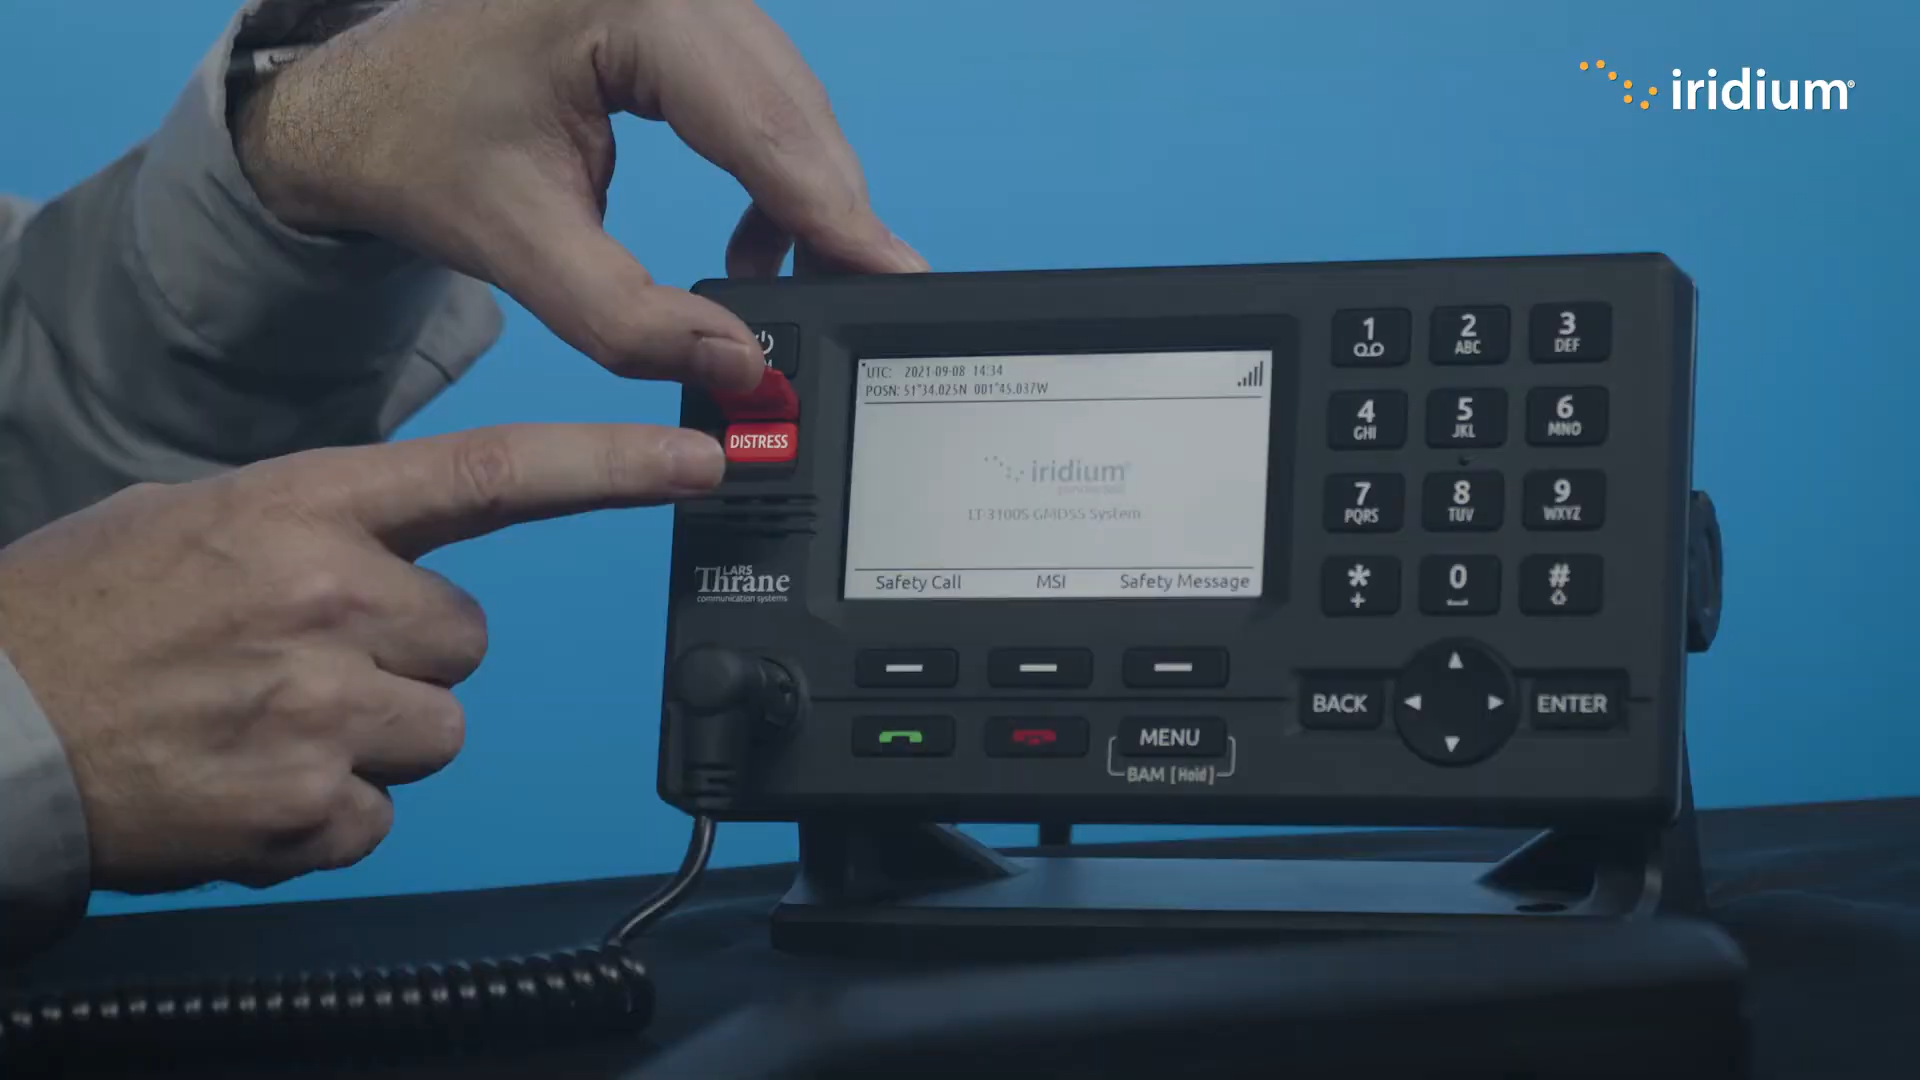 iridium
UTC: 2021-09-08 14:34
POSN: 51°34.025N 001°45.037W
iridium
LT-3100S GMDSS System
Safety Call MSI Safety Message
DISTRESS
LARS
Thrane
communication systems
1
2
ABC
3
DEF
4
GHI
5
JKL
6
MNO
7
PQRS
8
TUV
9
WXYZ
*
+
0
#
BACK
ENTER
MENU
BAM [Hold]